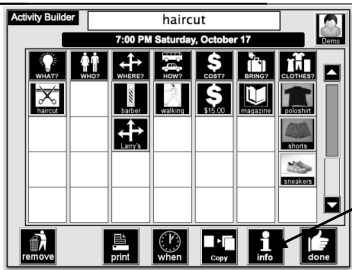 Activity Builder
haircut
Demo
7:00 PM Saturday, October 17
WHAT? WHO? WHERE? HOW? COST? BRING? CLOTHES?
haircut barber walking $15.00 magazine poloshirt
Larry's shorts
sneakers
remove print when Copy info done